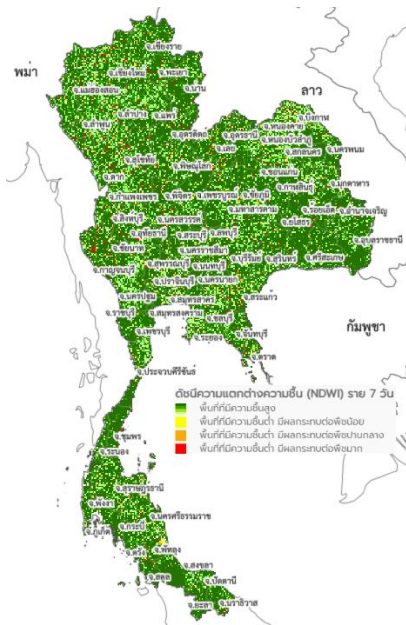 จ.เชียงราย
พม่า
จ.เชียงใหม่
จ.พะเยา
จ.แม่ฮ่องสอน
จ.น่าน
ลาว
จ.ลำปาง
จ.แพร่
จ.ลำพูน
จ.บึงกาฬ
จ.อุตรดิตถ์
จ.อุดรธานี
จ.หนองคาย
จ.เลย
จ.หนองบัวลำภู
จ.สกลนคร
จ.นครพนม
จ.สุโขทัย
จ.พิษณุโลก
จ.ขอนแก่น
จ.ตาก
จ.กาฬสินธุ์
จ.มุกดาหาร
จ.กำแพงเพชร
จ.พิจิตร
จ.เพชรบูรณ์
จ.ชัยภูมิ
จ.มหาสารคาม
จ.ร้อยเอ็ด
จ.อำนาจเจริญ
จ.สิงห์บุรี
จ.นครสวรรค์
จ.ยโสธร
จ.อุทัยธานี
จ.สระบุรี
จ.ลพบุรี
จ.อุบลราชธานี
จ.ชัยนาท
จ.นครราชสีมา
จ.บุรีรัมย์
จ.สุรินทร์
จ.ศรีสะเกษ
จ.สุพรรณบุรี
จ.นนทบุรี
จ.กาญจนบุรี
จ.ปราจีนบุรี
จ.นครนายก
จ.นครปฐม
จ.สมุทรสาคร
จ.สระแก้ว
จ.ราชบุรี
จ.สมุทรสงคราม
จ.ชลบุรี
กัมพูชา
จ.เพชรบุรี
จ.ระยอง
จ.จันทบุรี
จ.ตราด
จ.ประจวบคีรีขันธ์
ดัชนีความแตกต่างความชื้น (NDWI) ราย 7 วัน
พื้นที่ที่มีความชื้นสูง
พื้นที่ที่มีความชื้นต่ำ มีผลกระทบต่อพืชน้อย
พื้นที่ที่มีความชื้นต่ำ มีผลกระทบต่อพืชปานกลาง
พื้นที่ที่มีความชื้นต่ำ มีผลกระทบต่อพืชมาก
จ.ชุมพร
จ.ระนอง
จ.สุราษฎร์ธานี
จ.พังงา
จ.นครศรีธรรมราช
จ.กระบี่
จ.ภูเก็ต
จ.ตรัง
จ.พัทลุง
จ.สงขลา
จ.สตูล
จ.ปัตตานี
จ.ยะลา
จ.นราธิวาส